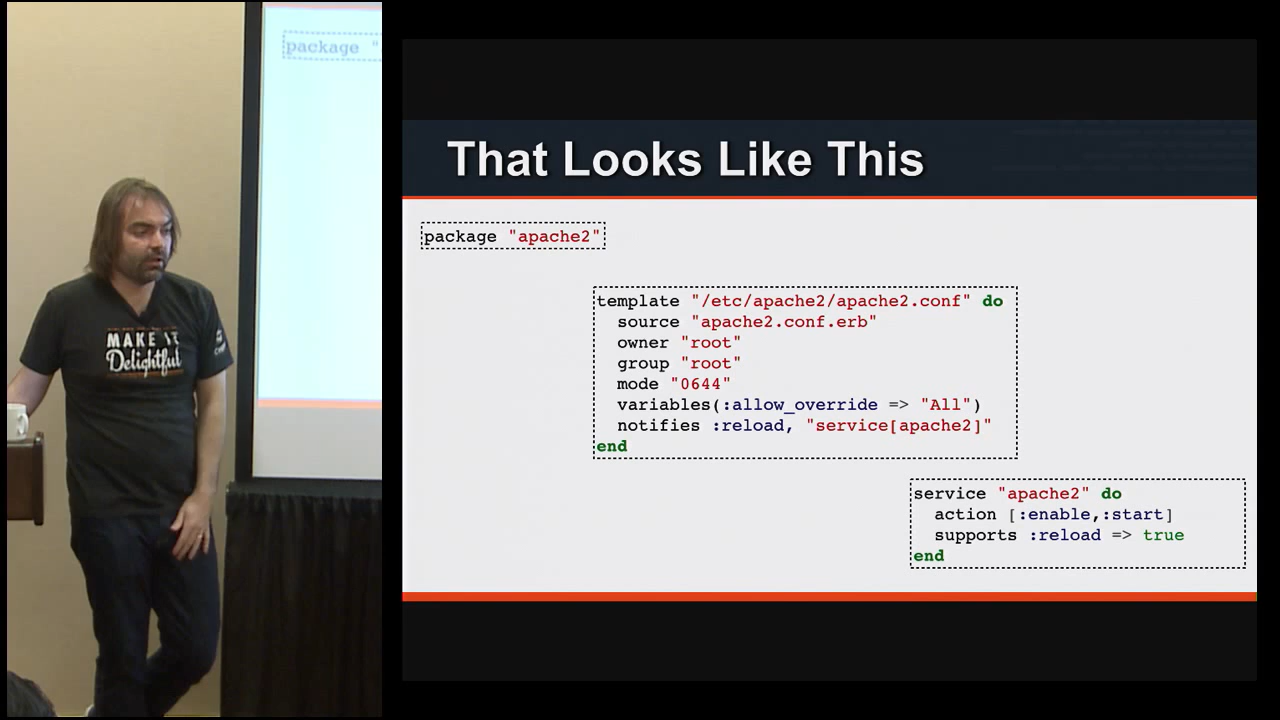 package "
MAKE IT
Delightful
That Looks Like This
package "apache2"
template "/etc/apache2/apache2.conf" do
source "apache2.conf.erb"
owner "root"
group "root"
mode "0644"
variables(:allow_override => "All")
notifies :reload, "service[apache2]"
end
service "apache2" do
action [:enable,:start]
supports :reload => true
end